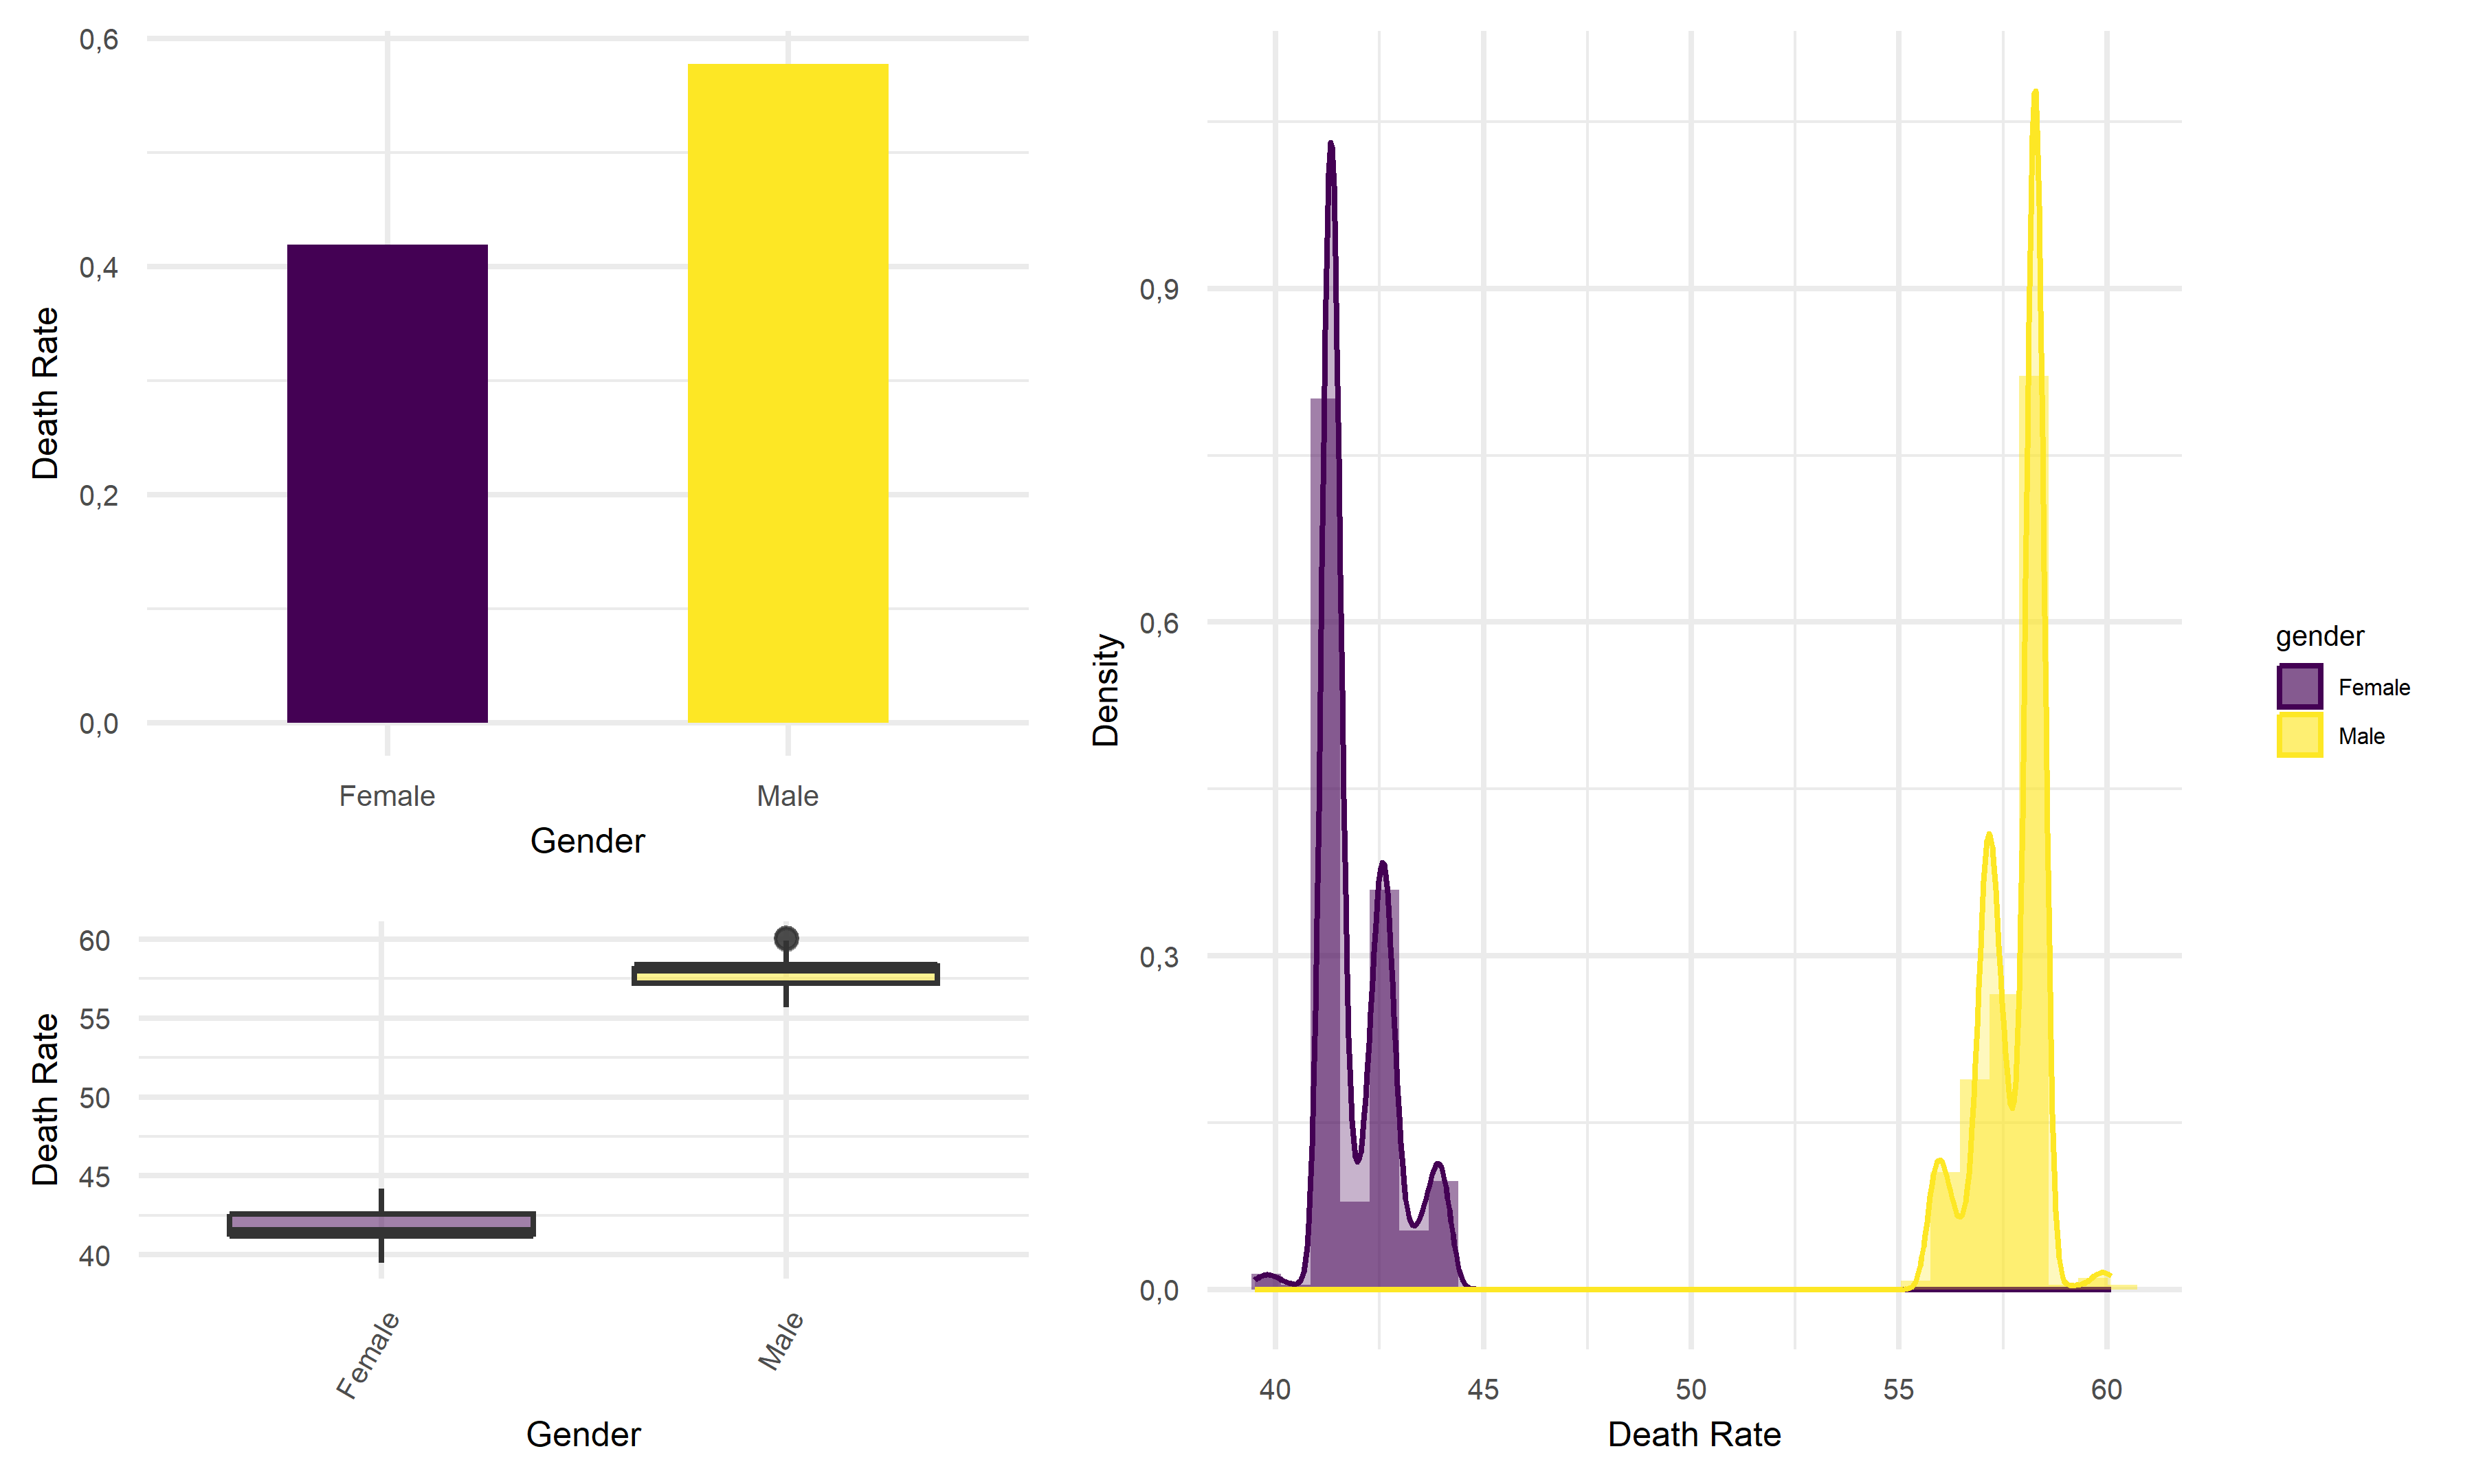 0,6
0,4
0,2
0,0
Death Rate
Female Male
Gender
60
55
50
45
40
Death Rate
Female Male
Gender
0,9
0,6
0,3
0,0
Density
40 45 50 55 60
Death Rate
gender
Female
Male